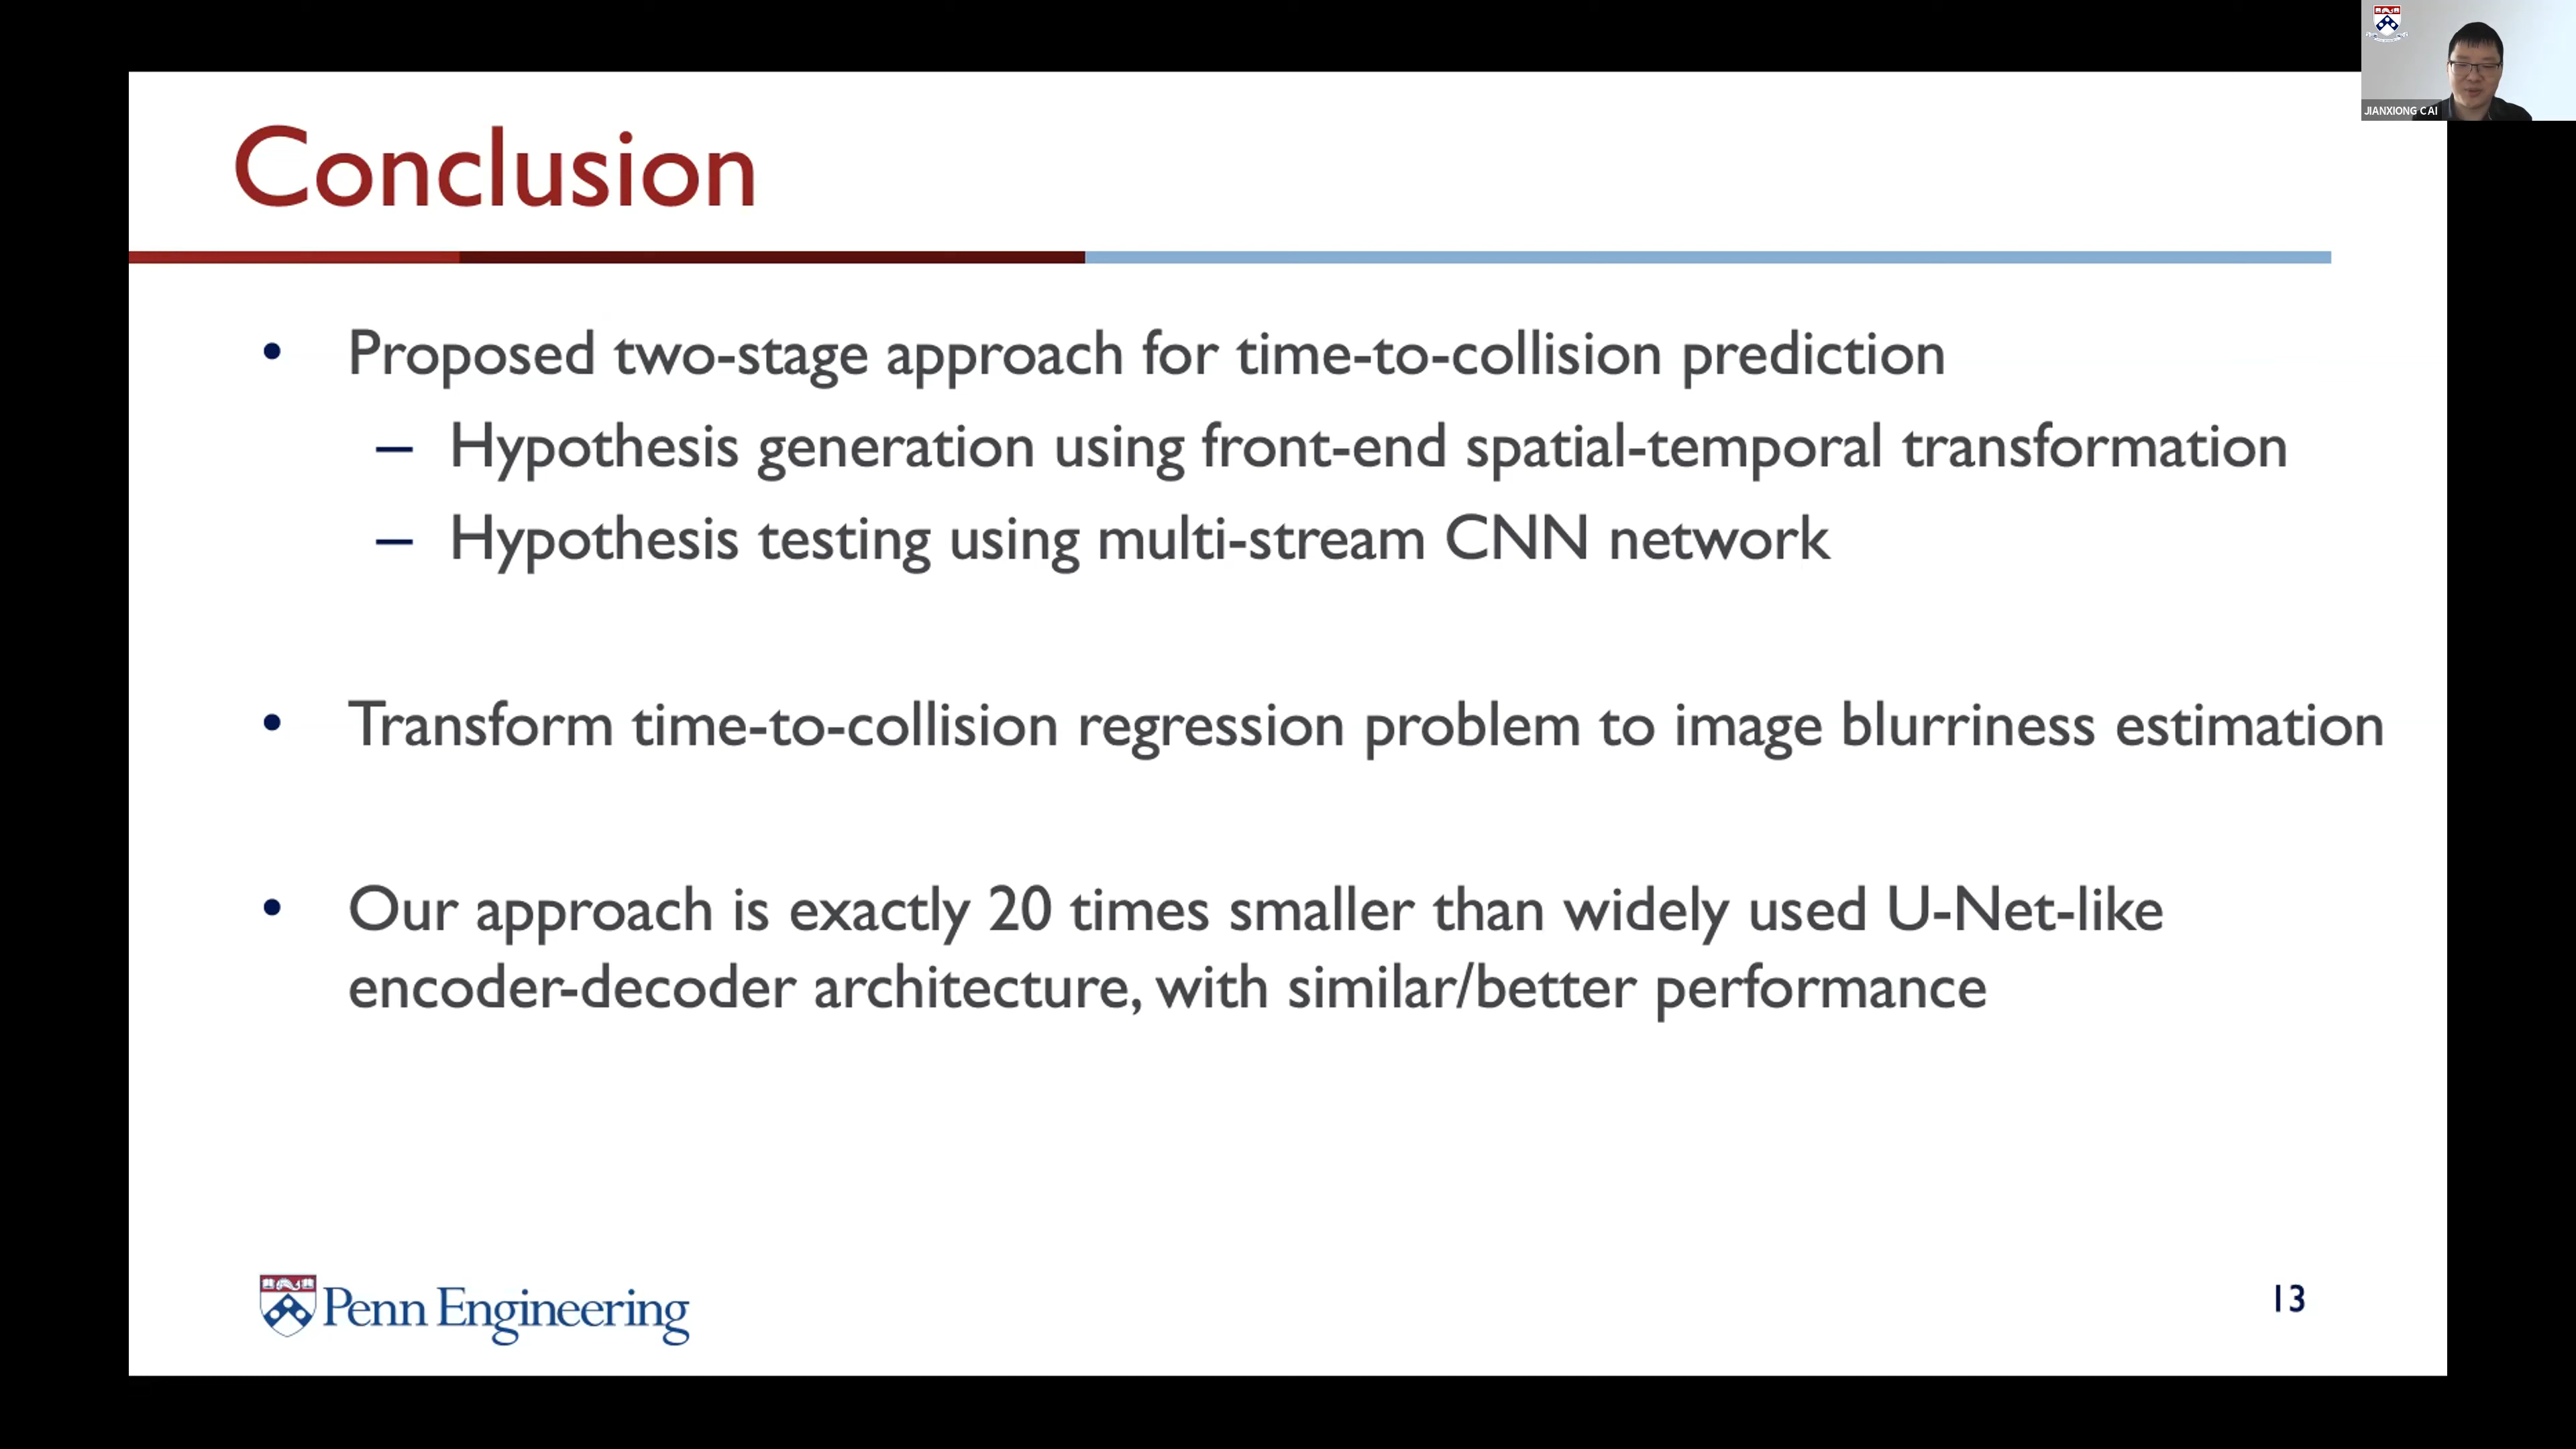 JIANXIONG CAI
Conclusion
• Proposed two-stage approach for time-to-collision prediction
– Hypothesis generation using front-end spatial-temporal transformation
– Hypothesis testing using multi-stream CNN network
• Transform time-to-collision regression problem to image blurriness estimation
• Our approach is exactly 20 times smaller than widely used U-Net-like
encoder-decoder architecture, with similar/better performance
Penn Engineering
13